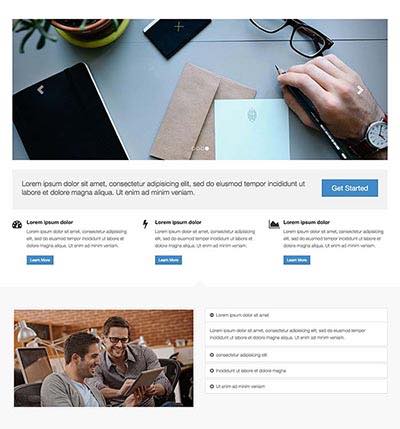 Lorem ipsum dolor sit amet, consectetur adipisicing elit, sed do eiusmod tempor incididunt ut
labore et dolore magna aliqua. Ut enim ad minim veniam.
Get Started
Lorem ipsum dolor
Lorem ipsum dolor sit amet, consectetur
adipisicing elit, sed do eiusmod
tempor incididunt ut labore et
dolore magna. Ut enim ad minim
Learn More
Lorem ipsum dolor
Lorem ipsum dolor sit amet, consectetur
adipisicing elit, sed do eiusmod
tempor incididunt ut labore et
dolore magna. Ut enim ad minim
Learn More
Lorem ipsum dolor
Lorem ipsum dolor sit amet, consectetur
adipisicing elit, sed do eiusmod
tempor incididunt ut labore et
dolore magna. Ut enim ad minim
Learn More
Lorem ipsum dolor sit amet
Lorem ipsum dolor sit amet, consectetur adipisicing elit, sed do eiusmod
tempor incididunt ut labore et dolore magna. Ut enim ad minim veniam.
consectetur adipisicing elit
Incididunt ut labore et dolore magna
Ut enim ad minim veniam